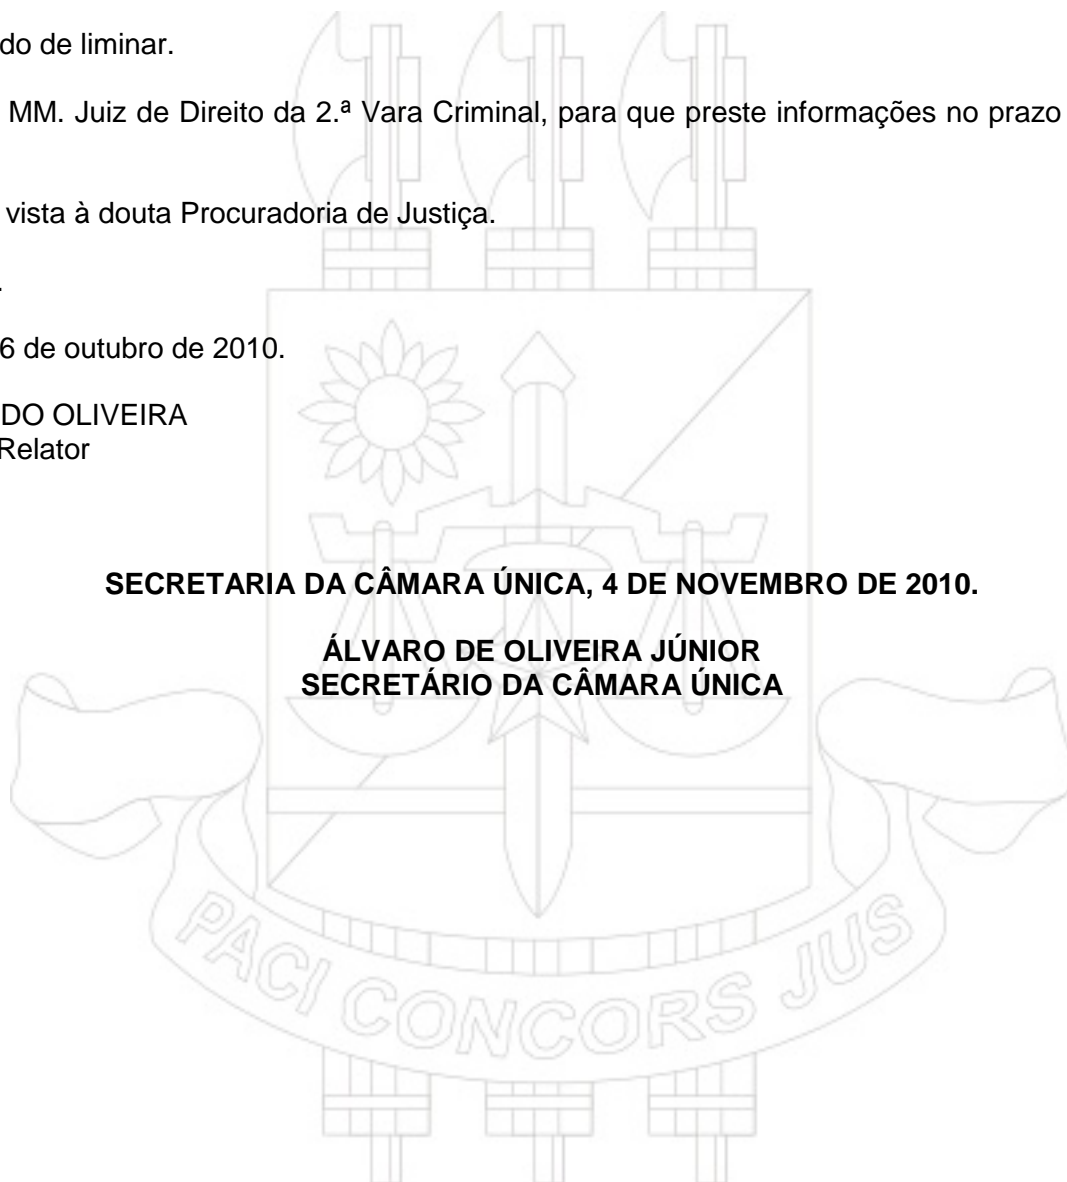 do de liminar.
MM. Juiz de Direito da 2.ª Vara Criminal, para que preste informações no prazo
vista à douta Procuradoria de Justiça.
.
6 de outubro de 2010.
DO OLIVEIRA
Relator
SECRETARIA DA CÂMARA ÚNICA, 4 DE NOVEMBRO DE 2010.
ÁLVARO DE OLIVEIRA JÚNIOR
SECRETÁRIO DA CÂMARA ÚNICA
PACI CONCORS JUS